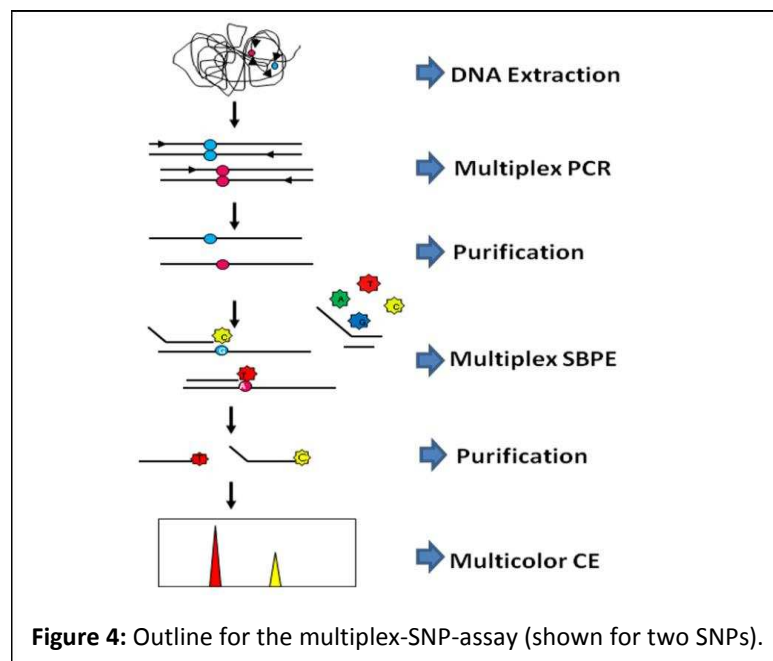 DNA Extraction
Multiplex PCR
Purification
T
A
C
G
C
G
Multiplex SBPE
T
A
T
C
Purification
Multicolor CE
Figure 4: Outline for the multiplex-SNP-assay (shown for two SNPs).